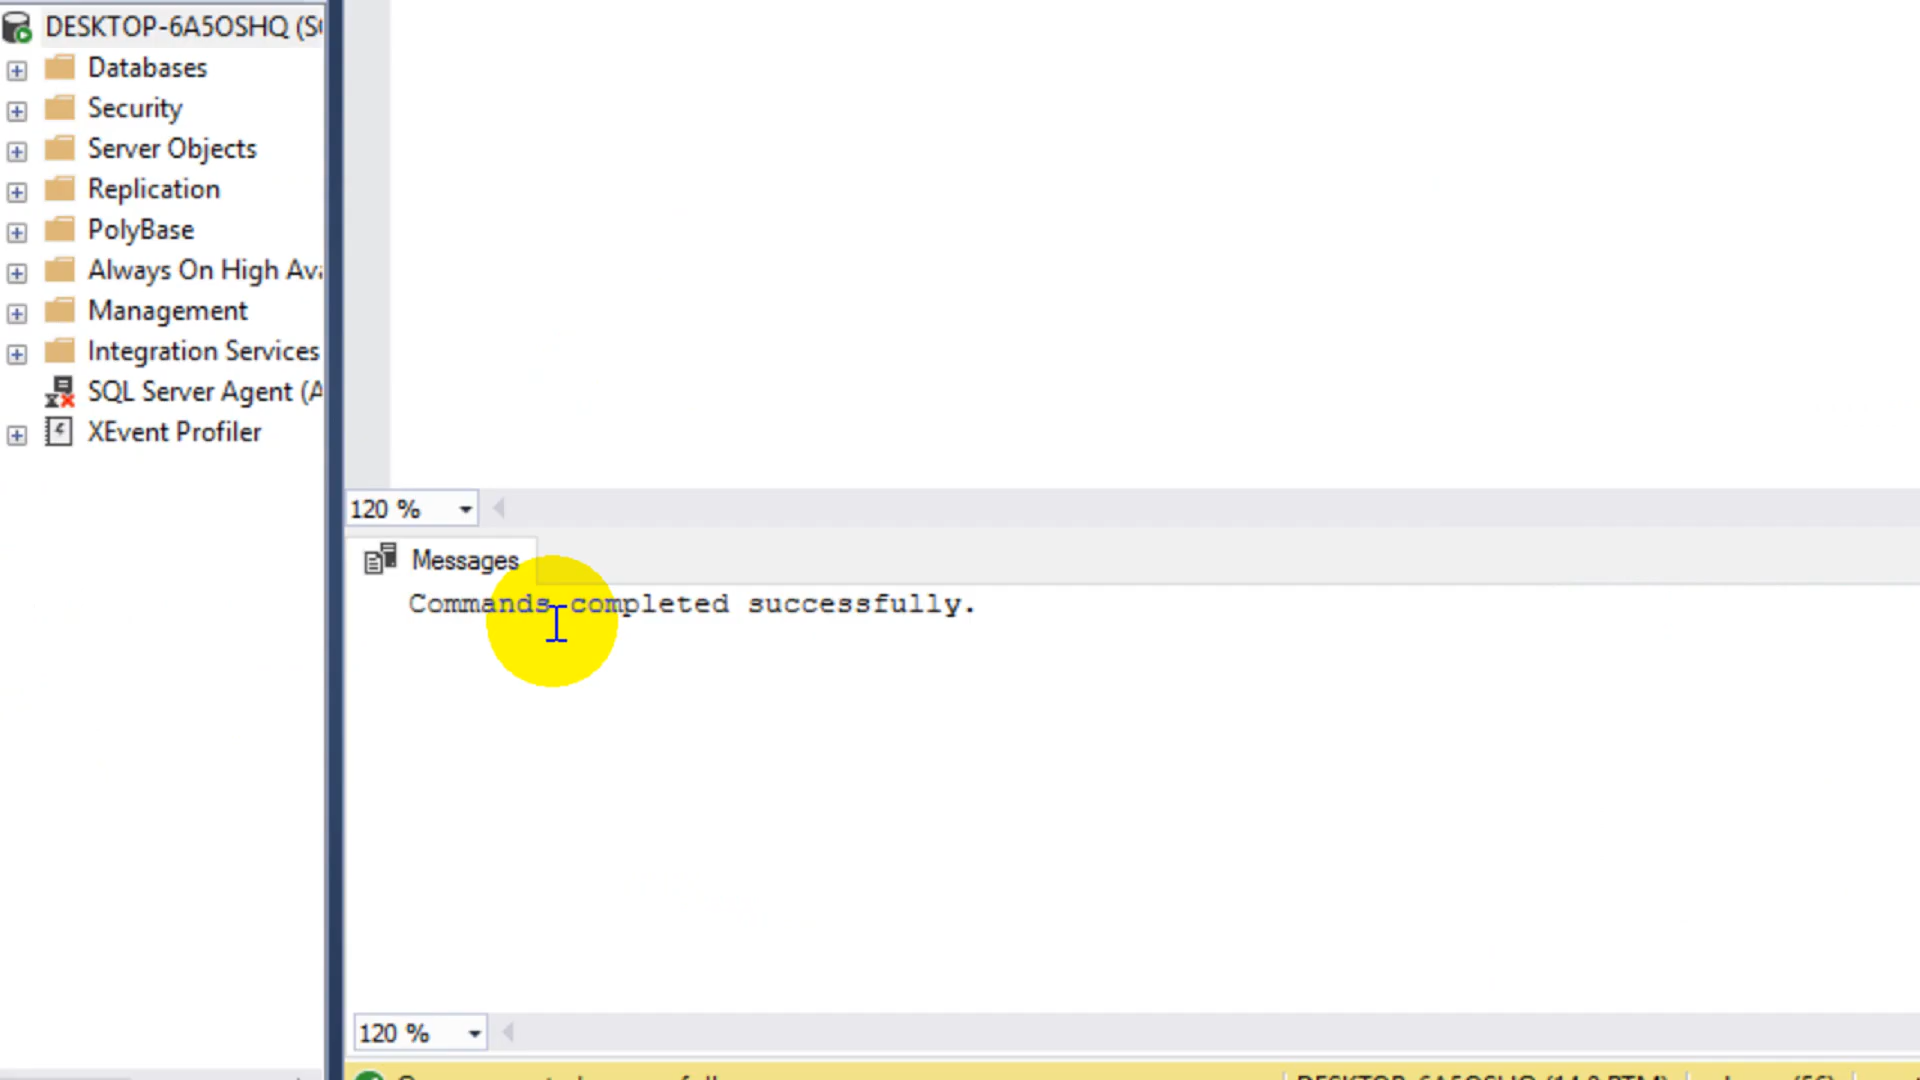 DESKTOP-6A5OSHQ (S
Databases
Security
Server Objects
Replication
PolyBase
Always On High Ava
Management
Integration Services
SQL Server Agent (A
XEvent Profiler
120 %
Messages
Commands completed successfully.
120 %